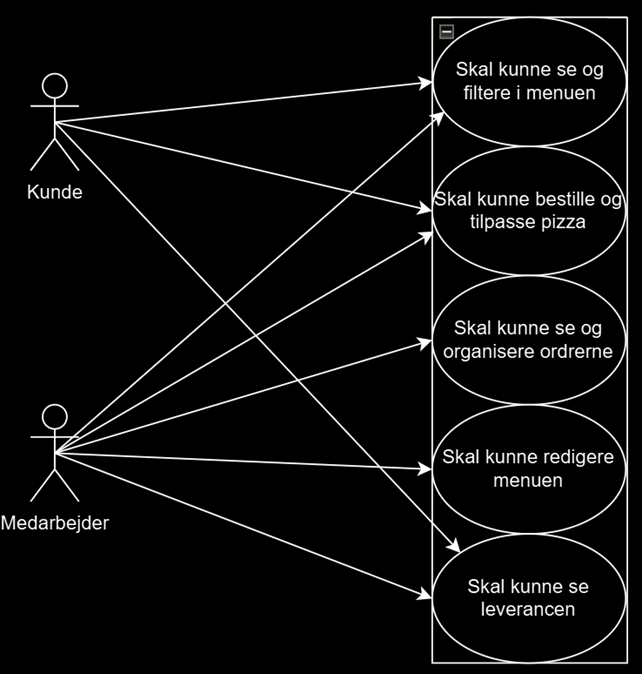 Skal kunne se og
filtere i menuen
Kunde
Skal kunne bestille og
tilpasse pizza
Skal kunne se og
organisere ordrerne
Medarbejder
Skal kunne redigere
menuen
Skal kunne se
leverancen